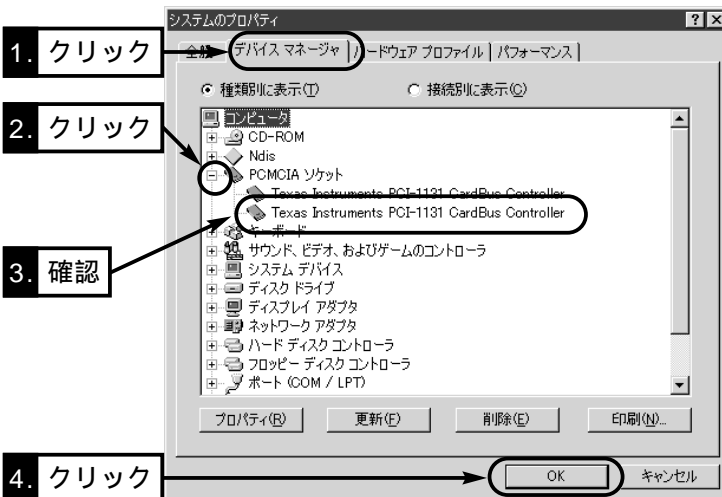 システムのプロパティ
1. クリック
デバイス マネージャ
ハードウェア プロファイル
パフォーマンス
種類別に表示(T)
接続別に表示(C)
コンピュータ
2. クリック
CD-ROM
Ndis
PCMCIA ソケット
Texas Instruments PCI-1131 CardBus Controller
Texas Instruments PCI-1131 CardBus Controller
キーボード
サウンド、ビデオ、およびゲームのコントローラ
3. 確認
システム デバイス
ディスク ドライブ
ディスプレイ アダプタ
ネットワーク アダプタ
ハード ディスク コントローラ
フロッピー ディスク コントローラ
ポート (COM / LPT)
プロパティ(R)
更新(F)
削除(E)
印刷(N)...
4. クリック
OK
キャンセル